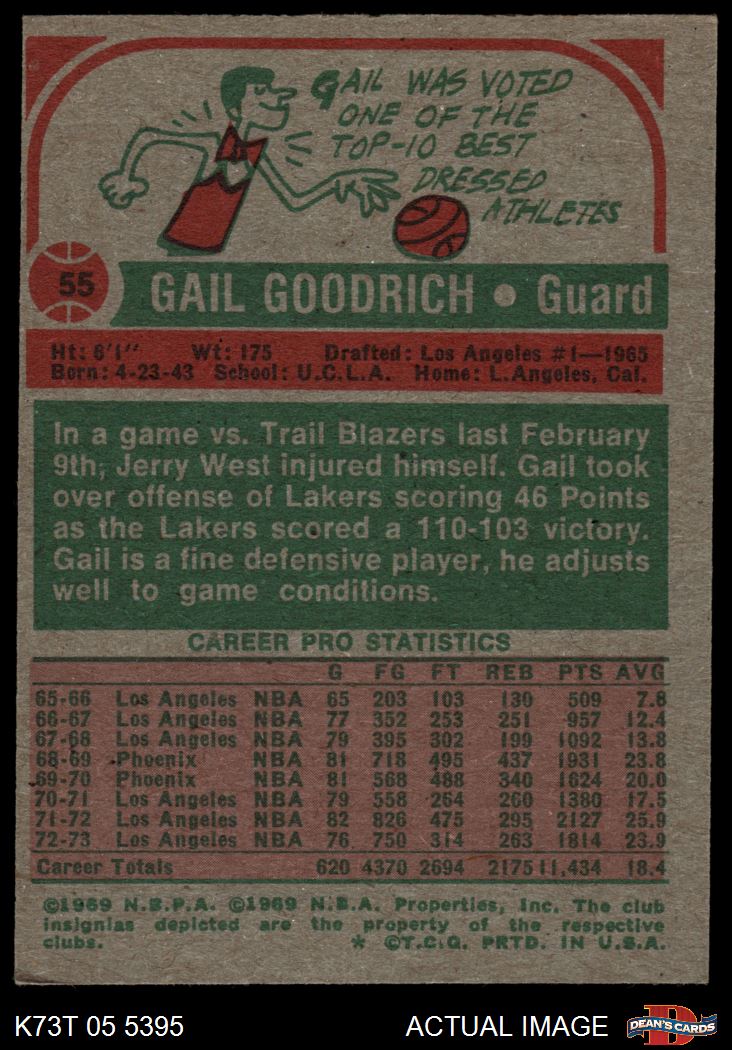 GAIL WAS VOTED
ONE OF THE
TOP-10 BEST
DRESSED
ATHLETES
55 GAIL GOODRICH • Guard
Ht: 6'1" Wt: 175 Drafted: Los Angeles #1—1965
Born: 4-23-43 School: U.C.L.A. Home: L.Angeles, Cal.
In a game vs. Trail Blazers last February
9th; Jerry West injured himself. Gail took
over offense of Lakers scoring 46 Points
as the Lakers scored a 110-103 victory.
Gail is a fine defensive player, he adjusts
well to game conditions.
CAREER PRO STATISTICS
G FG FT REB PTS AVG
65-66 Los Angeles NBA 65 203 103 130 509 7.8
66-67 Los Angeles NBA 77 352 253 251 957 12.4
67-68 Los Angeles NBA 79 395 302 199 1092 13.8
68-69 Phoenix NBA 81 718 495 437 1931 23.8
69-70 Phoenix NBA 81 568 488 340 1624 20.0
70-71 Los Angeles NBA 79 558 264 260 1380 17.5
71-72 Los Angeles NBA 82 826 475 295 2127 25.9
72-73 Los Angeles NBA 76 750 314 263 1814 23.9
Career Totals 620 4370 2694 2175 11,434 18.4
©1969 N.B.P.A. ©1969 N.B.A. Properties, Inc. The club
insignias depicted are the property of the respective
clubs. * ©T.C.G. PRTD. IN U.S.A.
K73T 05 5395 ACTUAL IMAGE DEAN'S CARDS